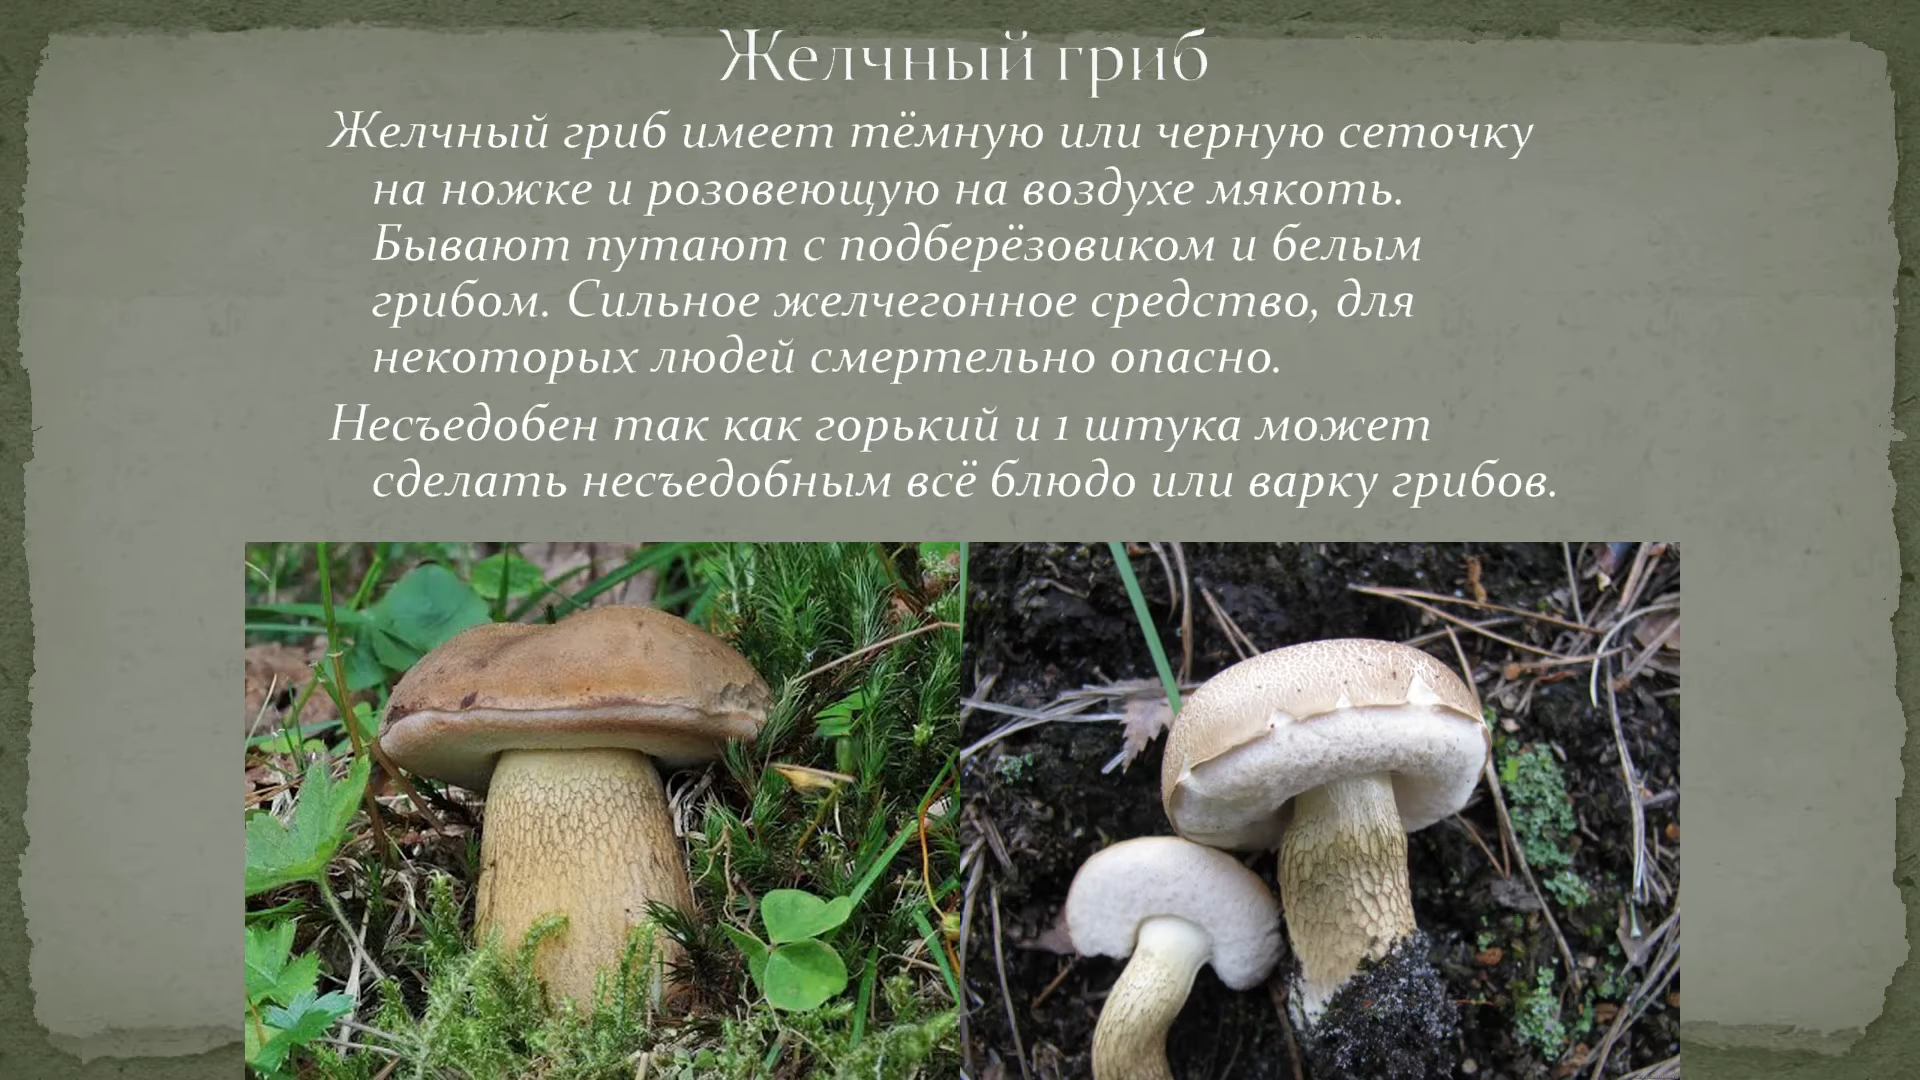 Желчный гриб
Желчный гриб имеет тёмную или черную сеточку
на ножке и розовеющую на воздухе мякоть.
Бывают путают с подберёзовиком и белым
грибом. Сильное желчегонное средство, для
некоторых людей смертельно опасно.
Несъедобен так как горький и 1 штука может
сделать несъедобным всё блюдо или варку грибов.